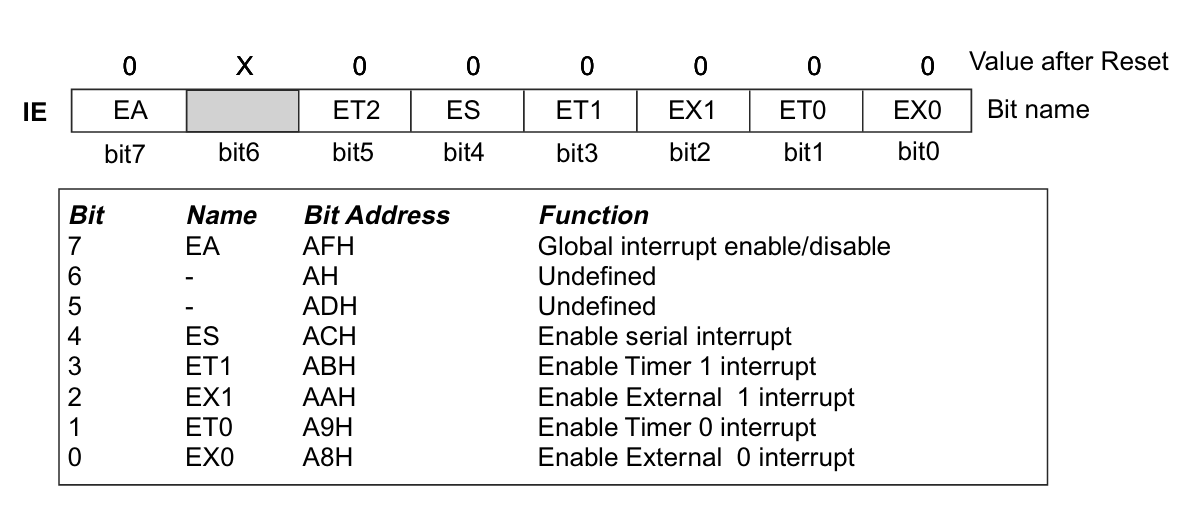 0 X 0 0 0 0 0 0 Value after Reset
IE EA ET2 ES ET1 EX1 ET0 EX0 Bit name
bit7 bit6 bit5 bit4 bit3 bit2 bit1 bit0
Bit Name Bit Address Function
7 EA AFH Global interrupt enable/disable
6 - AH Undefined
5 - ADH Undefined
4 ES ACH Enable serial interrupt
3 ET1 ABH Enable Timer 1 interrupt
2 EX1 AAH Enable External 1 interrupt
1 ET0 A9H Enable Timer 0 interrupt
0 EX0 A8H Enable External 0 interrupt